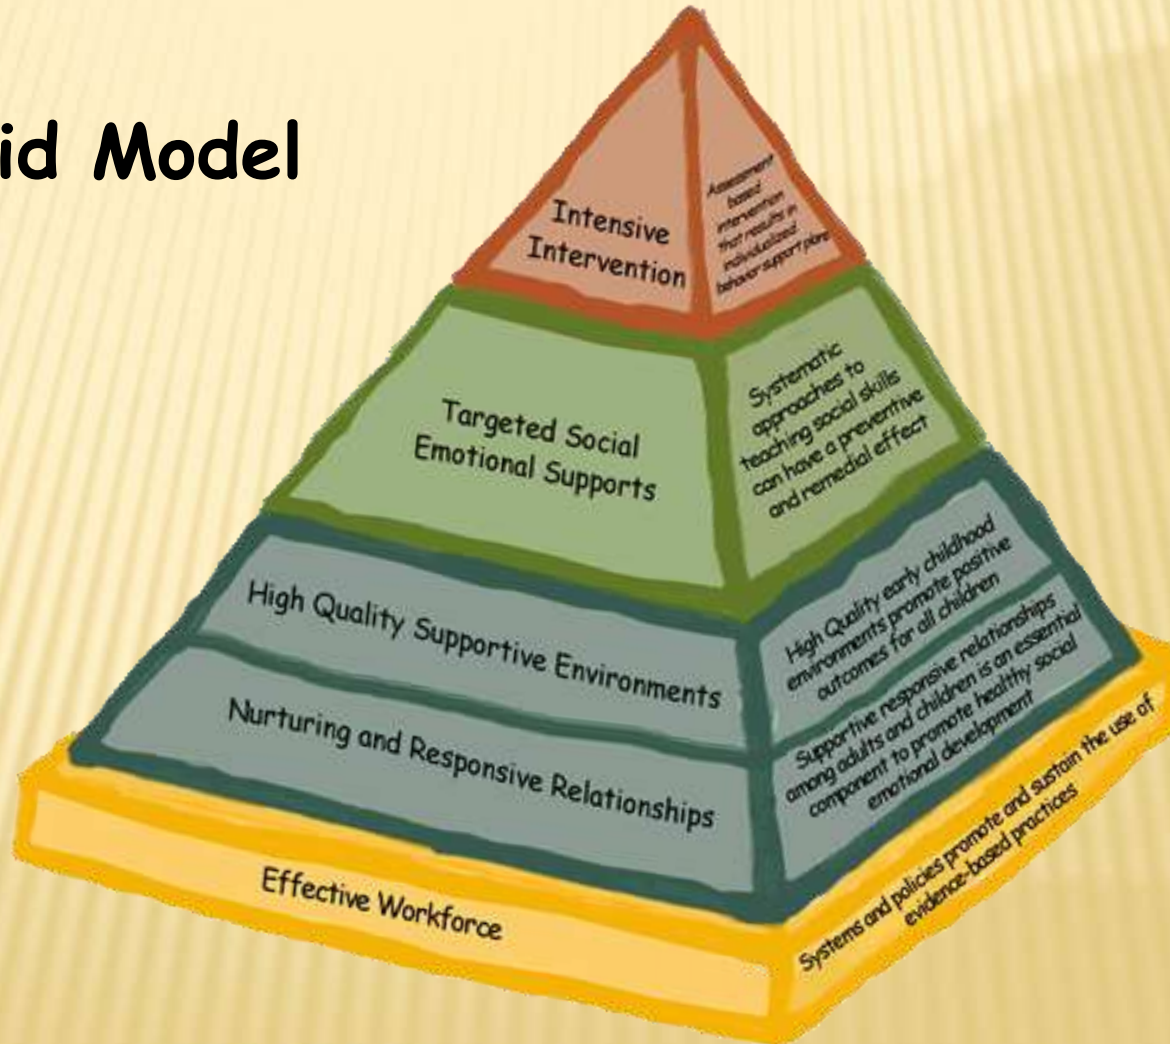 id Model
Intensive
Intervention
Assessment
based
intervention
that results in
individualized
behavior support plans
Targeted Social
Emotional Supports
Systematic
approaches to
teaching social skills
can have a preventive
and remedial effect
High Quality Supportive Environments
High Quality early childhood
environments promote positive
outcomes for all children
Nurturing and Responsive Relationships
Supportive responsive relationships
among adults and children is an essential
component to promote healthy social
emotional development
Effective Workforce
Systems and policies promote and sustain the use of
evidence-based practices